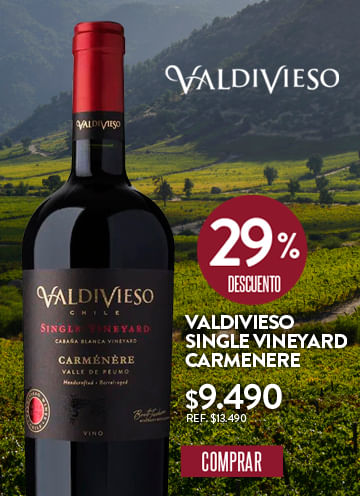 VALDIVIESO
29%
DESCUENTO
VALDIVIESO
CHILE
SINGLE VINEYARD
CABAÑA BLANCA VINEYARD
CARMÉNÈRE
VALLE DE PEUMO
Handcrafted • Barrel-aged
VINO
VALDIVIESO
SINGLE VINEYARD
CARMENERE
$9.490
REF. $13.490
COMPRAR